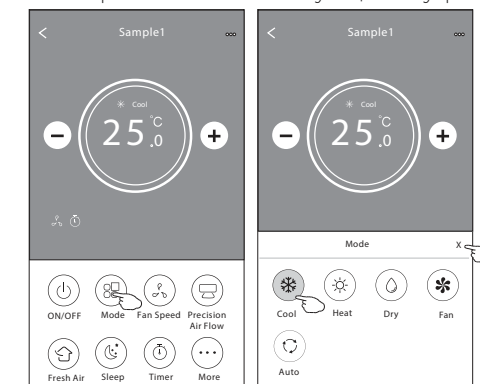 Sample1
Cool
25.0 °C
ON/OFF
Mode
Fan Speed
Precision
Air Flow
Fresh Air
Sleep
Timer
More
Sample1
Cool
25.0 °C
Mode
X
Cool
Heat
Dry
Fan
Auto